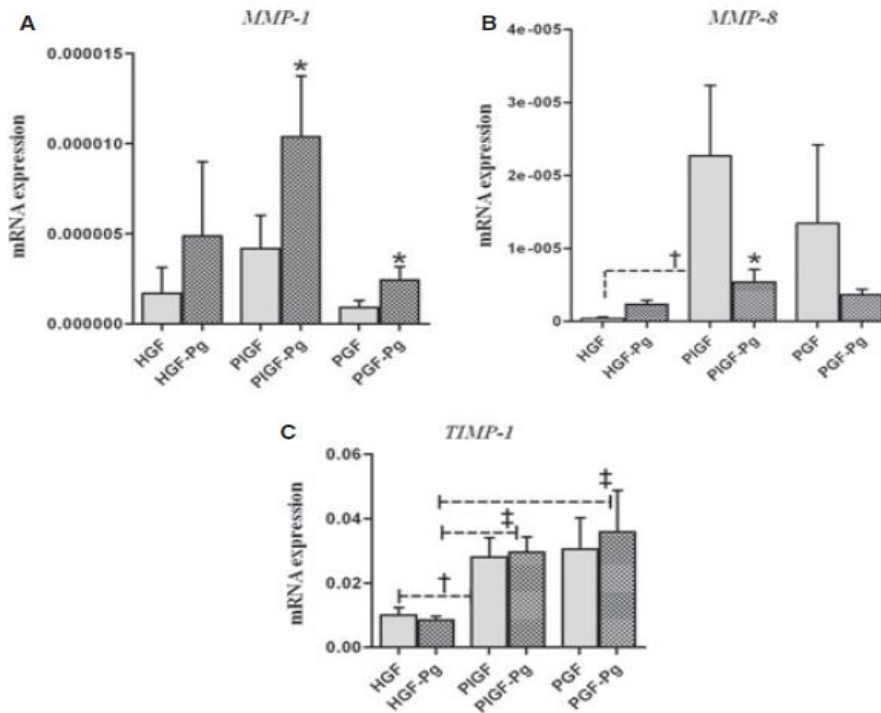 A
MMP-1
mRNA expression
0.000015
0.000010
0.000005
0.000000
*
*
HGF
HGF-Pg
PIGF
PIGF-Pg
PGF
PGF-Pg
B
MMP-8
mRNA expression
4e-005
3e-005
2e-005
1e-005
0
†
*
HGF
HGF-Pg
PIGF
PIGF-Pg
PGF
PGF-Pg
C
TIMP-1
mRNA expression
0.06
0.04
0.02
0.00
†
‡
‡
HGF
HGF-Pg
PIGF
PIGF-Pg
PGF
PGF-Pg